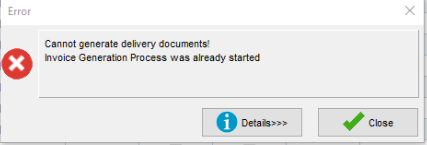 Error
Cannot generate delivery documents!
Invoice Generation Process was already started
Details>>>
Close